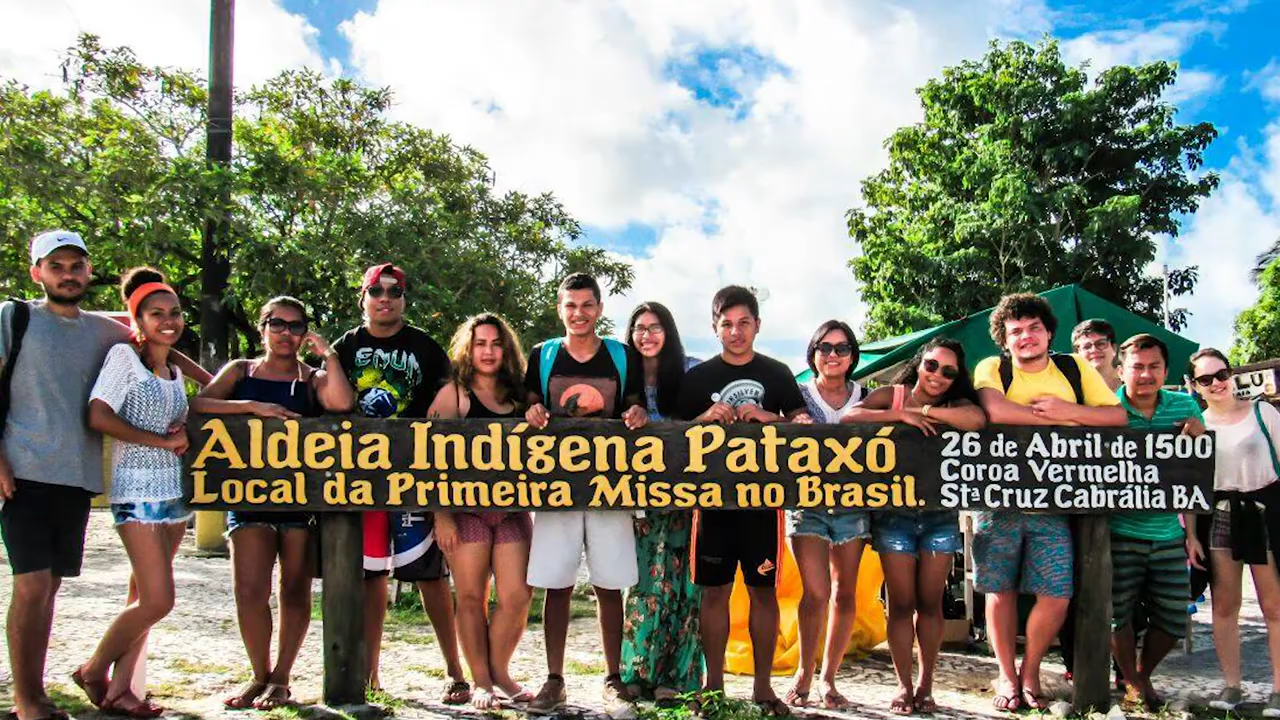 Aldeia Indígena Pataxó
Local da Primeira Missa no Brasil.
26 de Abril de 1500
Coroa Vermelha
Stª Cruz Cabrália BA